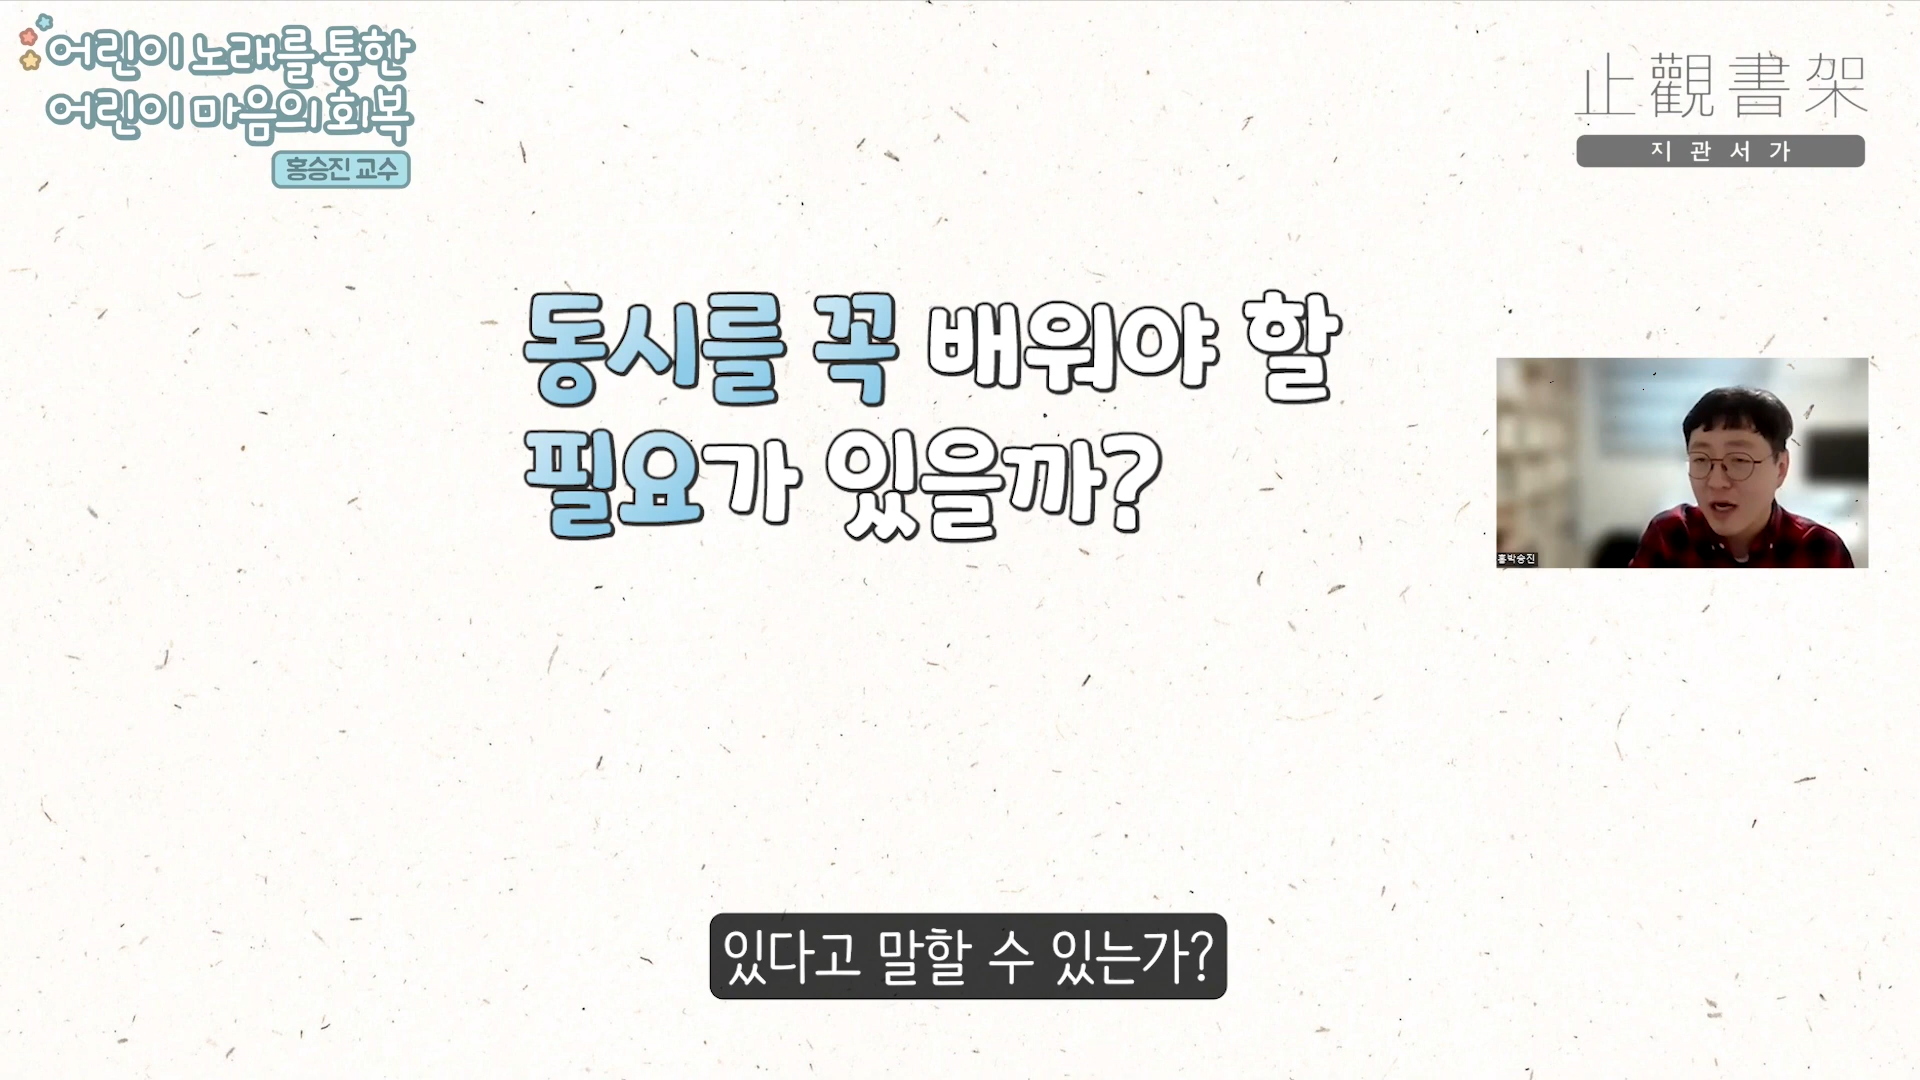 어린이 노래를 통한
어린이 마음의 회복
홍승진 교수
止觀書架
지관서가
동시를 꼭 배워야 할
필요가 있을까?
홍박승진
있다고 말할 수 있는가?